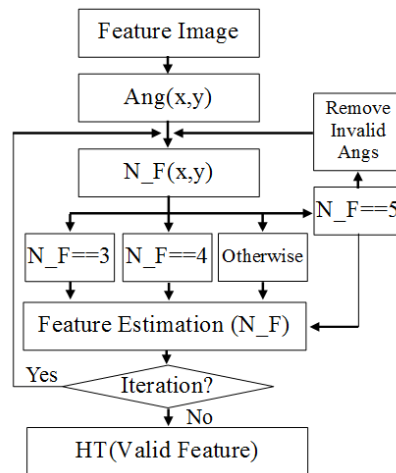 Feature Image
Ang(x,y)
Remove
Invalid
Angs
N_F(x,y)
N_F==5
N_F==3
N_F==4
Otherwise
Feature Estimation (N_F)
Yes
Iteration?
No
HT(Valid Feature)